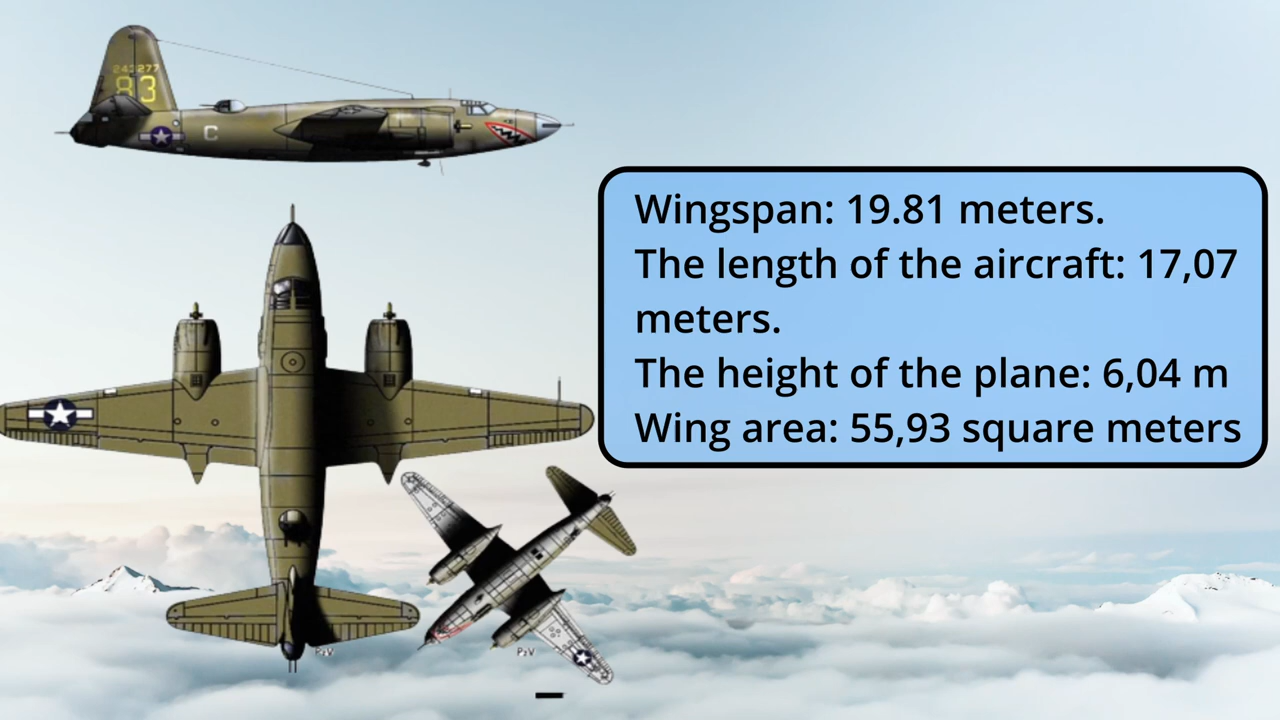 243277
83
C
Wingspan: 19.81 meters.
The length of the aircraft: 17,07
meters.
The height of the plane: 6,04 m
Wing area: 55,93 square meters